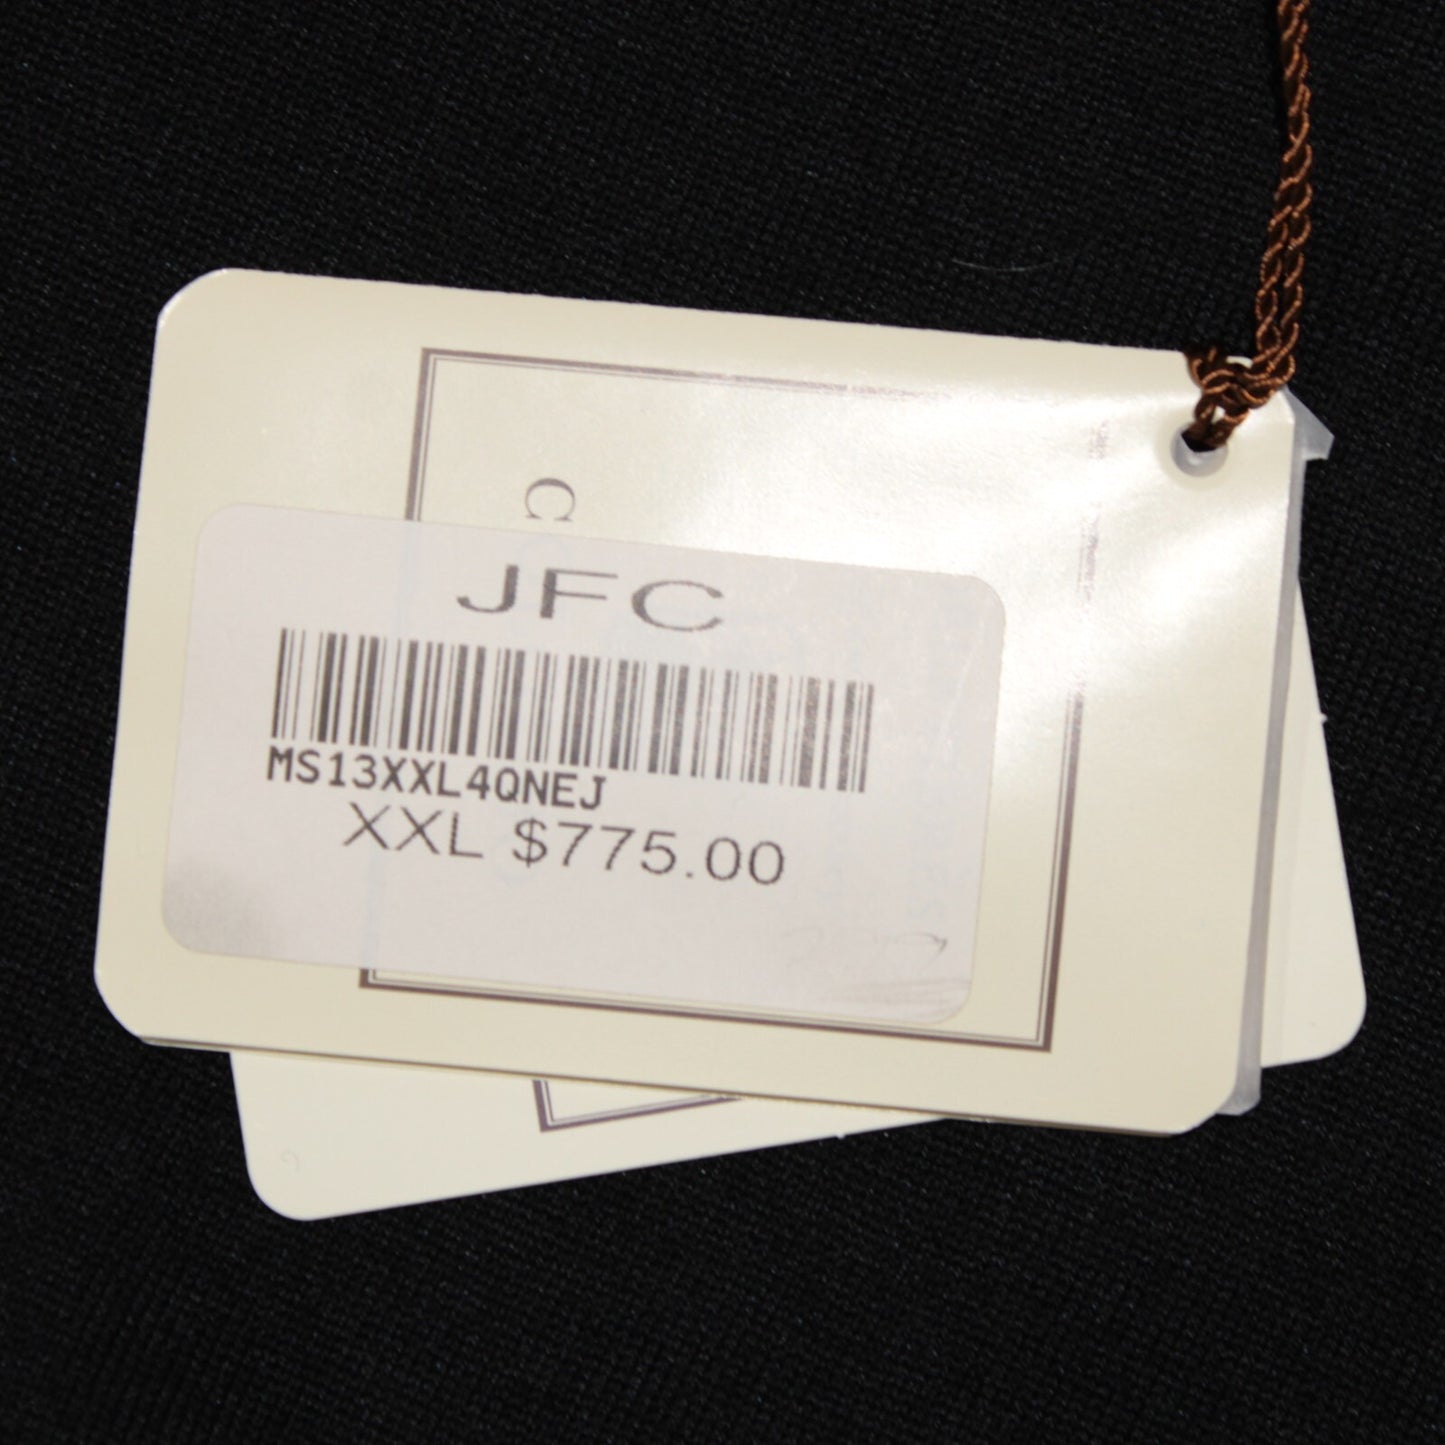 C
JFC
MS13XXL4QNEJ
XXL $775.00